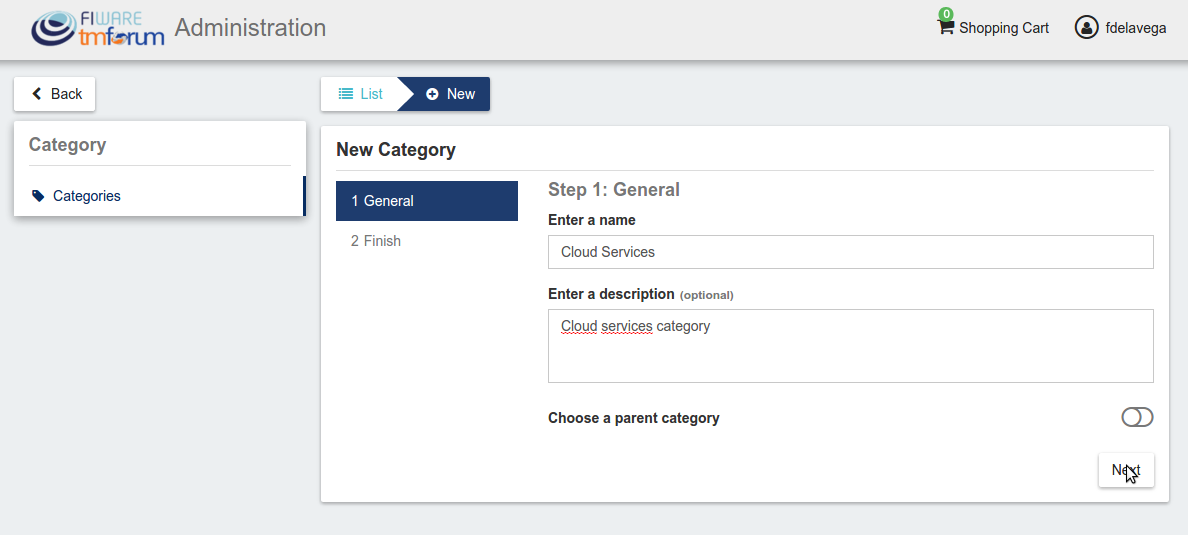 FIWARE
tmforum
Administration
0
Shopping Cart
fdelavega
Back
List
New
Category
Categories
New Category
1 General
2 Finish
Step 1: General
Enter a name
Cloud Services
Enter a description (optional)
Cloud services category
Choose a parent category
Next